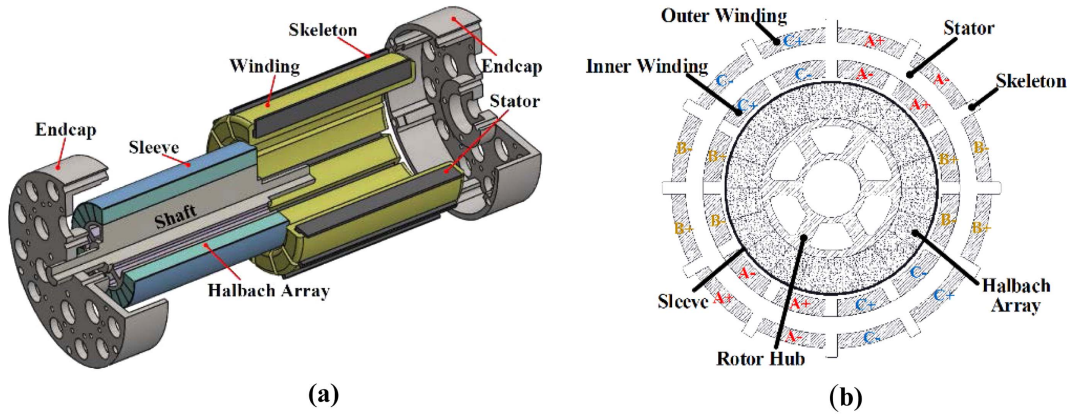 Skeleton
Winding
Endcap
Stator
Endcap
Sleeve
Shaft
Halbach Array
(a)
Outer Winding
Stator
C+ A+
Inner Winding
C- A-
C- A-
Skeleton
C+ A+
B- B+ B+ B-
B+ B- B- B+
A- C-
Sleeve
A+ C+
A+ C+
Halbach
Array
A- C-
Rotor Hub
(b)